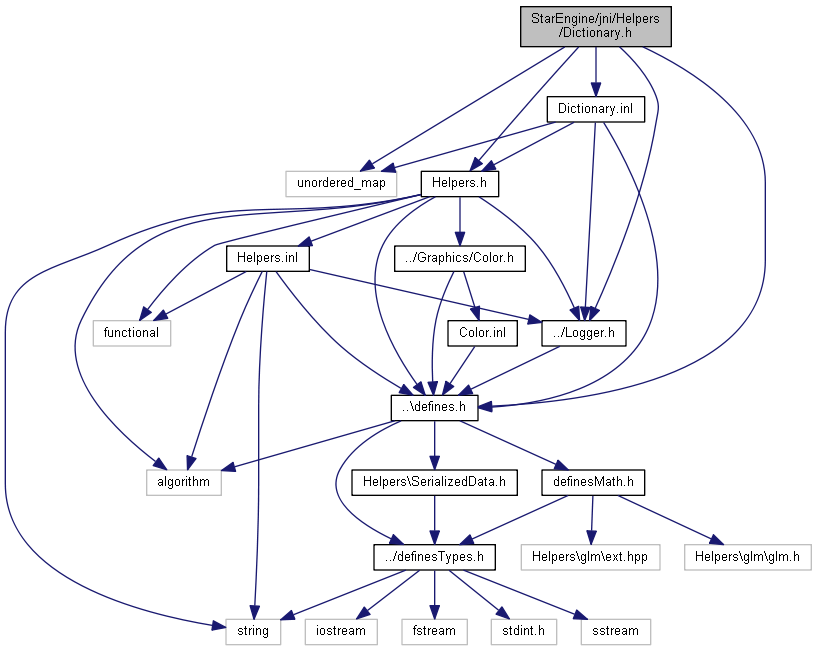 StarEngine/jni/Helpers
/Dictionary.h
Dictionary.inl
unordered_map
Helpers.h
Helpers.inl
../Graphics/Color.h
functional
Color.inl
../Logger.h
..\defines.h
algorithm
Helpers\SerializedData.h
definesMath.h
../definesTypes.h
Helpers\glm\ext.hpp
Helpers\glm\glm.h
string
iostream
fstream
stdint.h
sstream